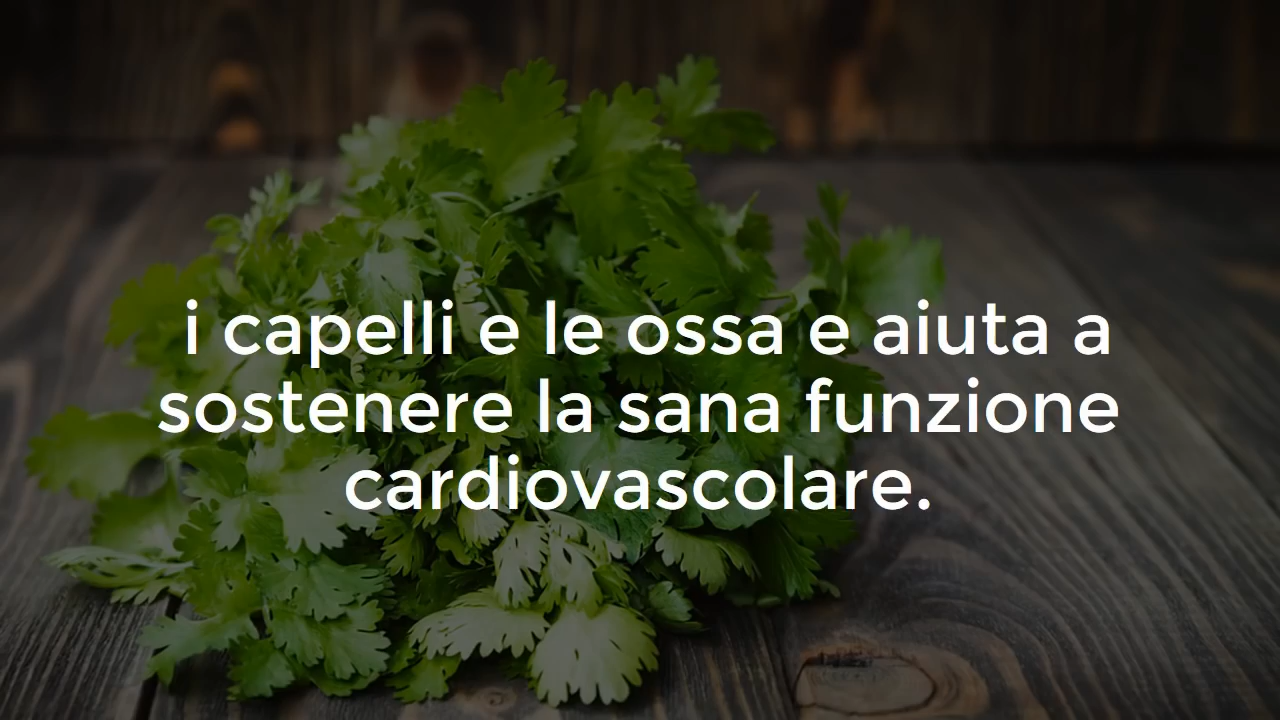 i capelli e le ossa e aiuta a
sostenere la sana funzione
cardiovascolare.